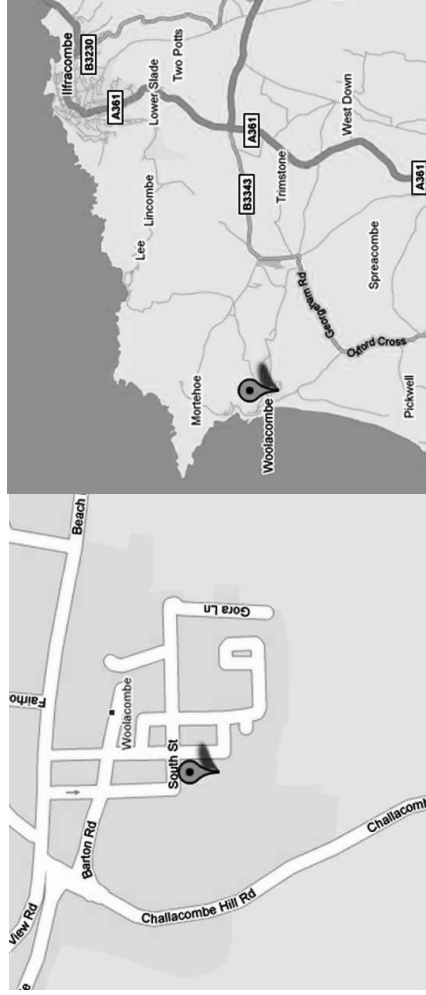 Ilfracombe
B3230
A361
Lower Slade
Two Potts
Lincombe
Lee
A361
West Down
B3343
Trimstone
A361
Mortehoe
Georgeham Rd
Spreacombe
Oxford Cross
Woolacombe
Pickwell
Beach
Gora Ln
Woolacombe
South St
Barton Rd
View Rd
Challacombe Hill Rd
Challacomb